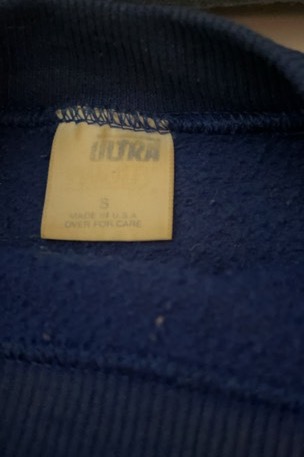 ULTRA
S
MADE IN U.S.A
OVER FOR CARE